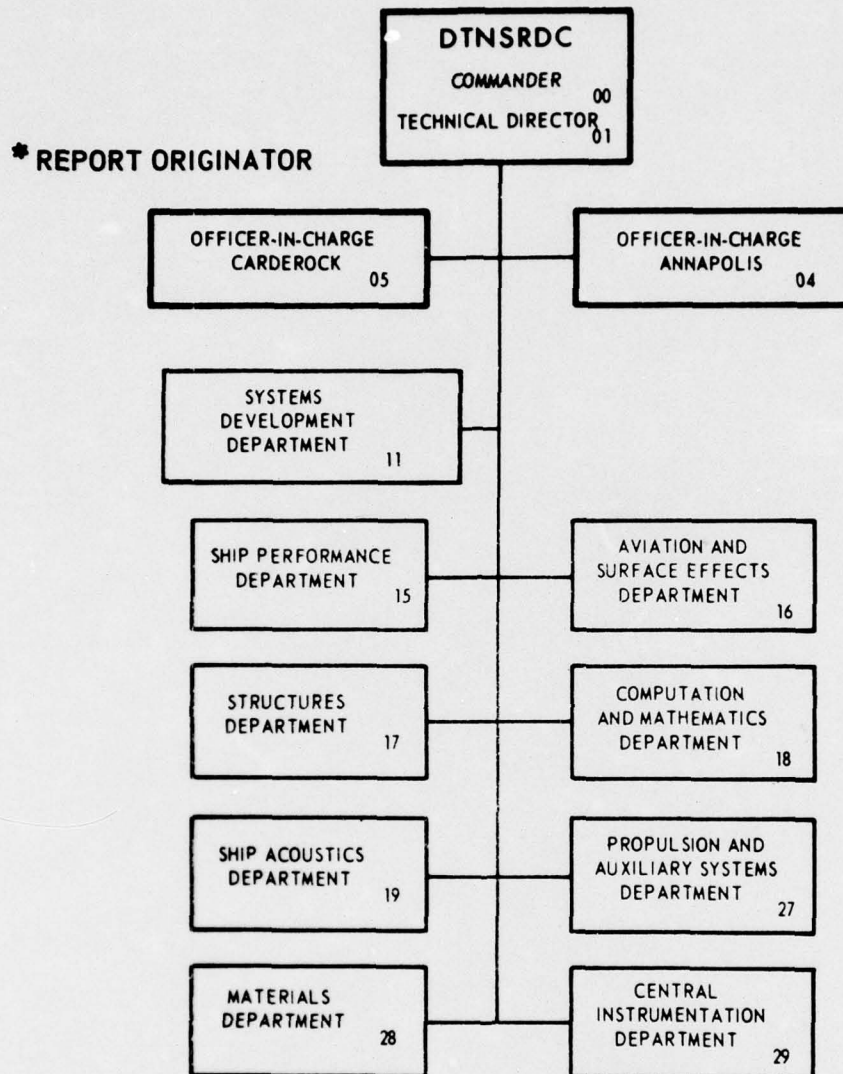 DTNSRDC
COMMANDER
00
TECHNICAL DIRECTOR
01
* REPORT ORIGINATOR
OFFICER-IN-CHARGE
CARDEROCK
05
OFFICER-IN-CHARGE
ANNAPOLIS
04
SYSTEMS
DEVELOPMENT
DEPARTMENT
11
SHIP PERFORMANCE
DEPARTMENT
15
AVIATION AND
SURFACE EFFECTS
DEPARTMENT
16
STRUCTURES
DEPARTMENT
17
COMPUTATION
AND MATHEMATICS
DEPARTMENT
18
SHIP ACOUSTICS
DEPARTMENT
19
PROPULSION AND
AUXILIARY SYSTEMS
DEPARTMENT
27
MATERIALS
DEPARTMENT
28
CENTRAL
INSTRUMENTATION
DEPARTMENT
29